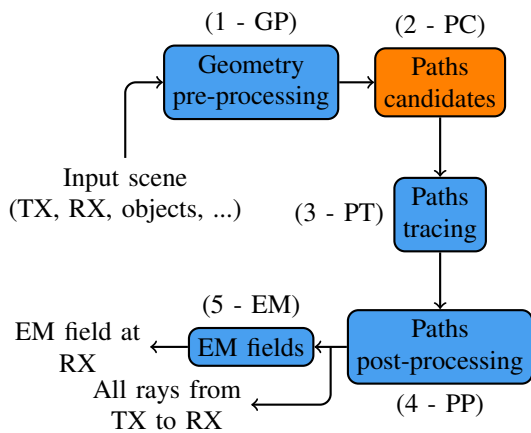 (1 - GP)
(2 - PC)
Geometry
pre-processing
Paths
candidates
Input scene
(TX, RX, objects, ...)
(3 - PT)
Paths
tracing
(5 - EM)
EM field at
RX
EM fields
Paths
post-processing
All rays from
TX to RX
(4 - PP)